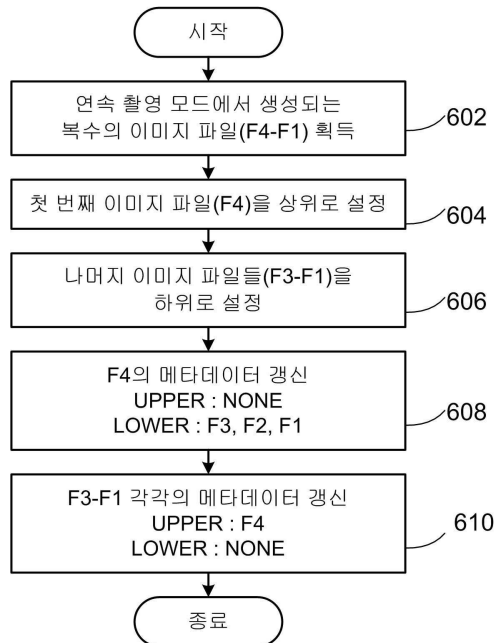 시작
연속 촬영 모드에서 생성되는
복수의 이미지 파일(F4-F1) 획득
602
첫 번째 이미지 파일(F4)을 상위로 설정
604
나머지 이미지 파일들(F3-F1)을
하위로 설정
606
F4의 메타데이터 갱신
UPPER : NONE
LOWER : F3, F2, F1
608
F3-F1 각각의 메타데이터 갱신
UPPER : F4
LOWER : NONE
610
종료